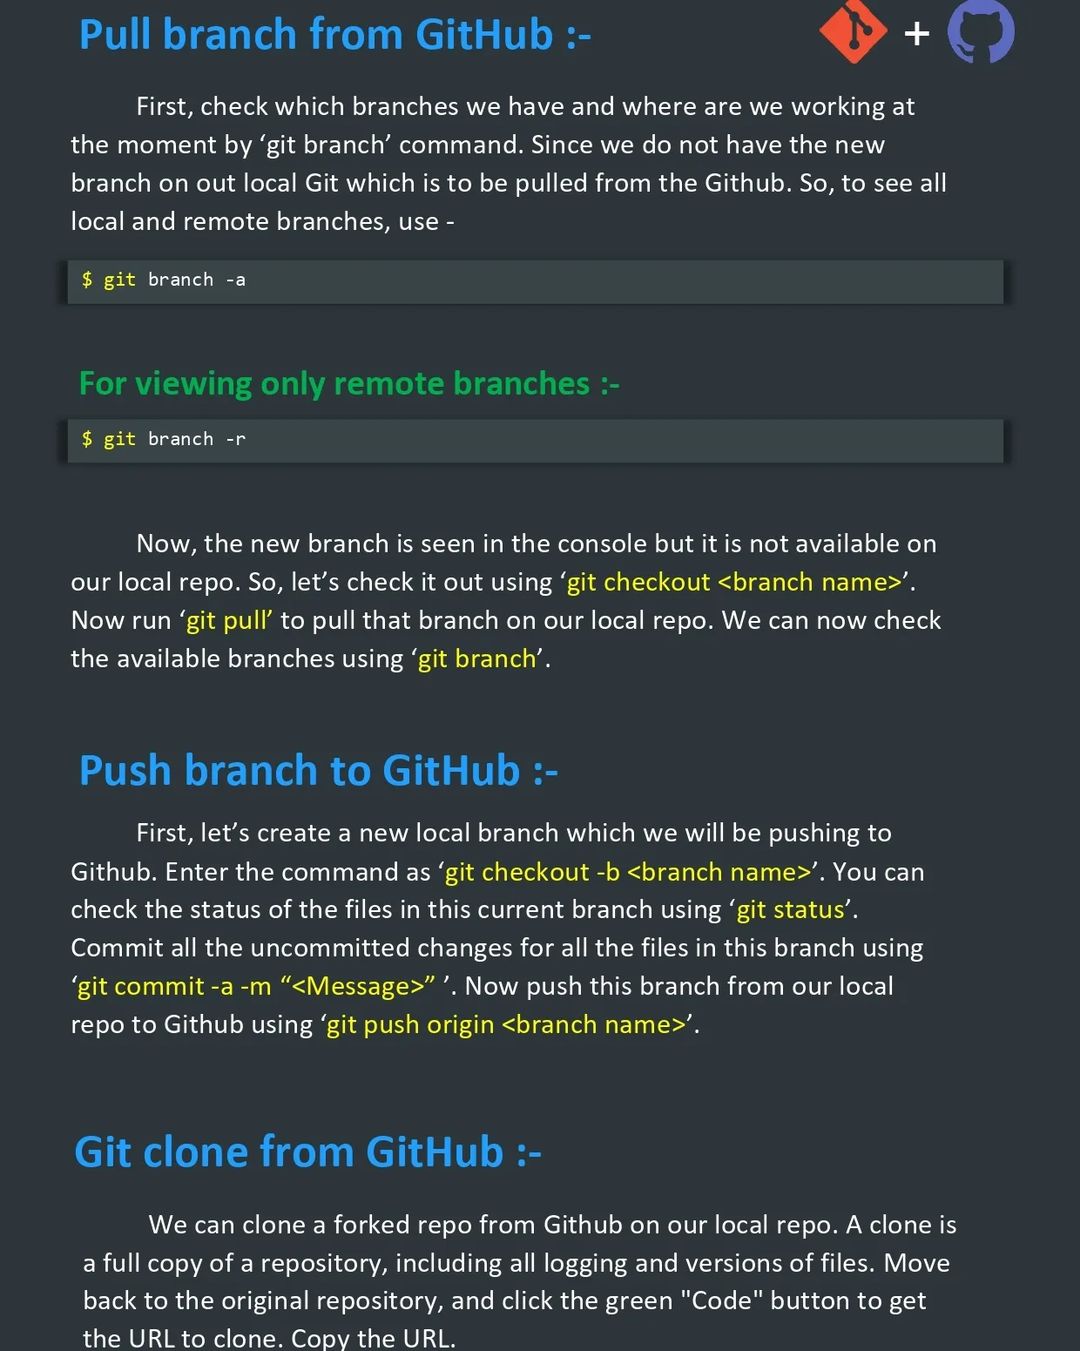 Pull branch from GitHub :-
+
First, check which branches we have and where are we working at
the moment by ‘git branch’ command. Since we do not have the new
branch on out local Git which is to be pulled from the Github. So, to see all
local and remote branches, use -
$ git branch -a
For viewing only remote branches :-
$ git branch -r
Now, the new branch is seen in the console but it is not available on
our local repo. So, let’s check it out using ‘git checkout <branch name>’.
Now run ‘git pull’ to pull that branch on our local repo. We can now check
the available branches using ‘git branch’.
Push branch to GitHub :-
First, let’s create a new local branch which we will be pushing to
Github. Enter the command as ‘git checkout -b <branch name>’. You can
check the status of the files in this current branch using ‘git status’.
Commit all the uncommitted changes for all the files in this branch using
‘git commit -a -m “<Message>” ’. Now push this branch from our local
repo to Github using ‘git push origin <branch name>’.
Git clone from GitHub :-
We can clone a forked repo from Github on our local repo. A clone is
a full copy of a repository, including all logging and versions of files. Move
back to the original repository, and click the green "Code" button to get
the URL to clone. Copy the URL.